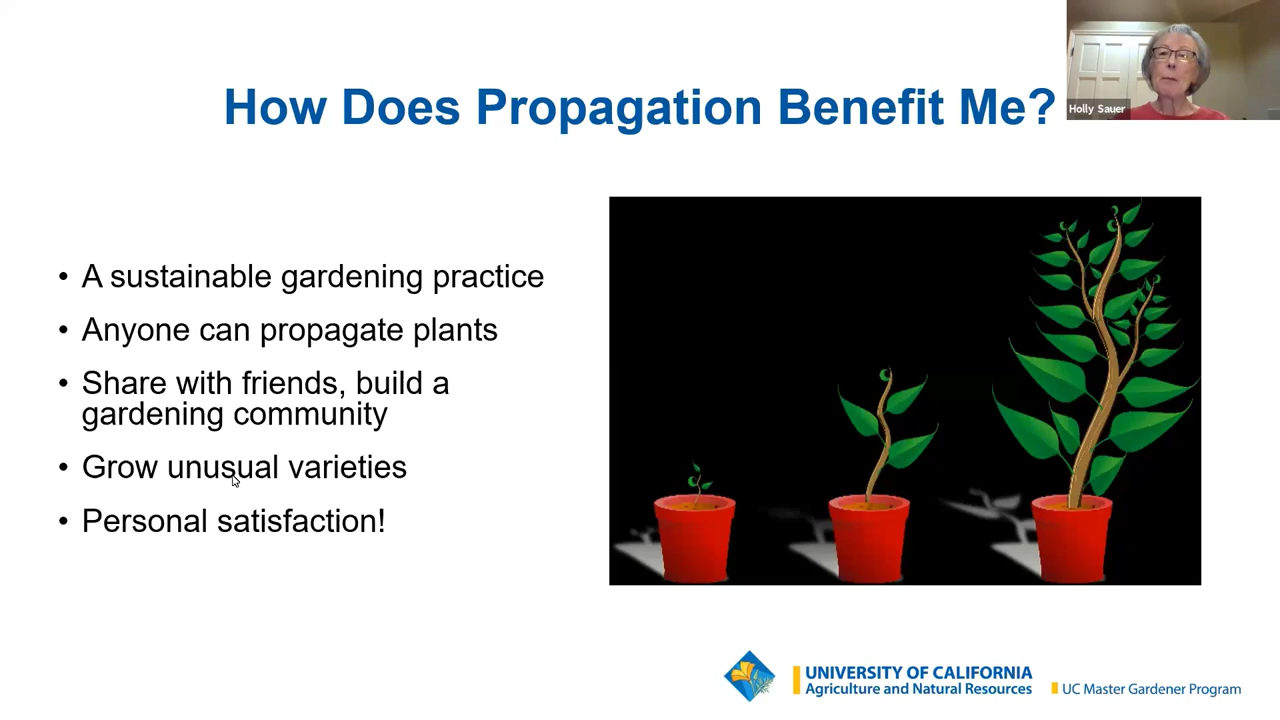 How Does Propagation Benefit Me?
Holly Sauer
• A sustainable gardening practice
• Anyone can propagate plants
• Share with friends, build a
gardening community
• Grow unusual varieties
• Personal satisfaction!
UNIVERSITY OF CALIFORNIA
Agriculture and Natural Resources
UC Master Gardener Program